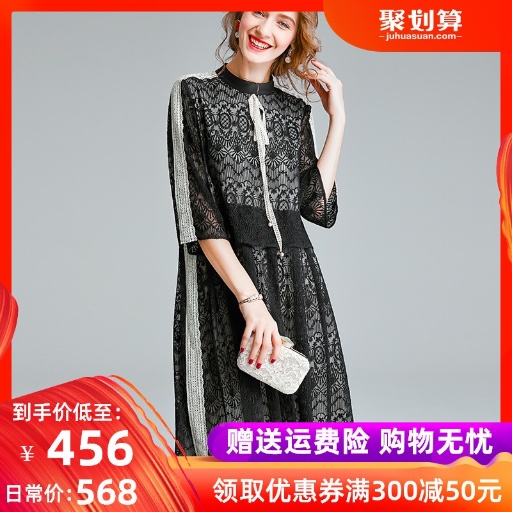 聚划算
juhuasuan.com
到手价低至:
¥ 456
日常价:568
赠送运费险 购物无忧
领取优惠券满300减50元